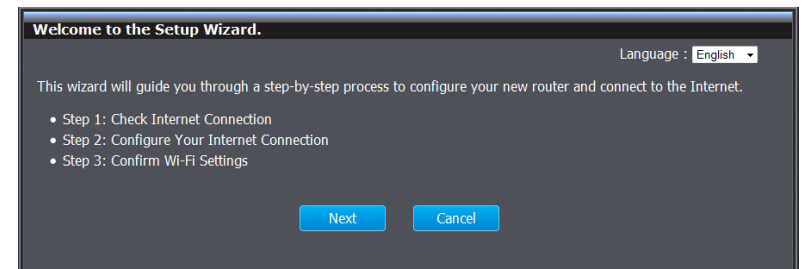 Welcome to the Setup Wizard.
Language : English
This wizard will guide you through a step-by-step process to configure your new router and connect to the Internet.
• Step 1: Check Internet Connection
• Step 2: Configure Your Internet Connection
• Step 3: Confirm Wi-Fi Settings
Next Cancel